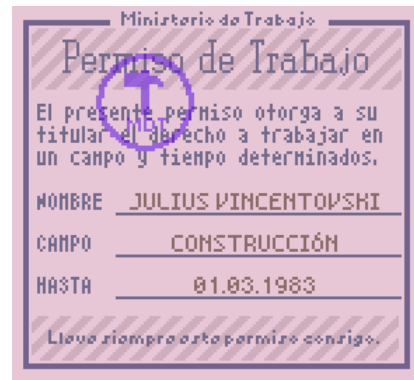 Ministerio de Trabajo
Permiso de Trabajo
MDT
El presente permiso otorga a su
titular el derecho a trabajar en
un campo y tiempo determinados.
NOMBRE JULIUS VINCENTOVSKI
CAMPO CONSTRUCCIÓN
HASTA 01.03.1983
Lleve siempre este permiso consigo.